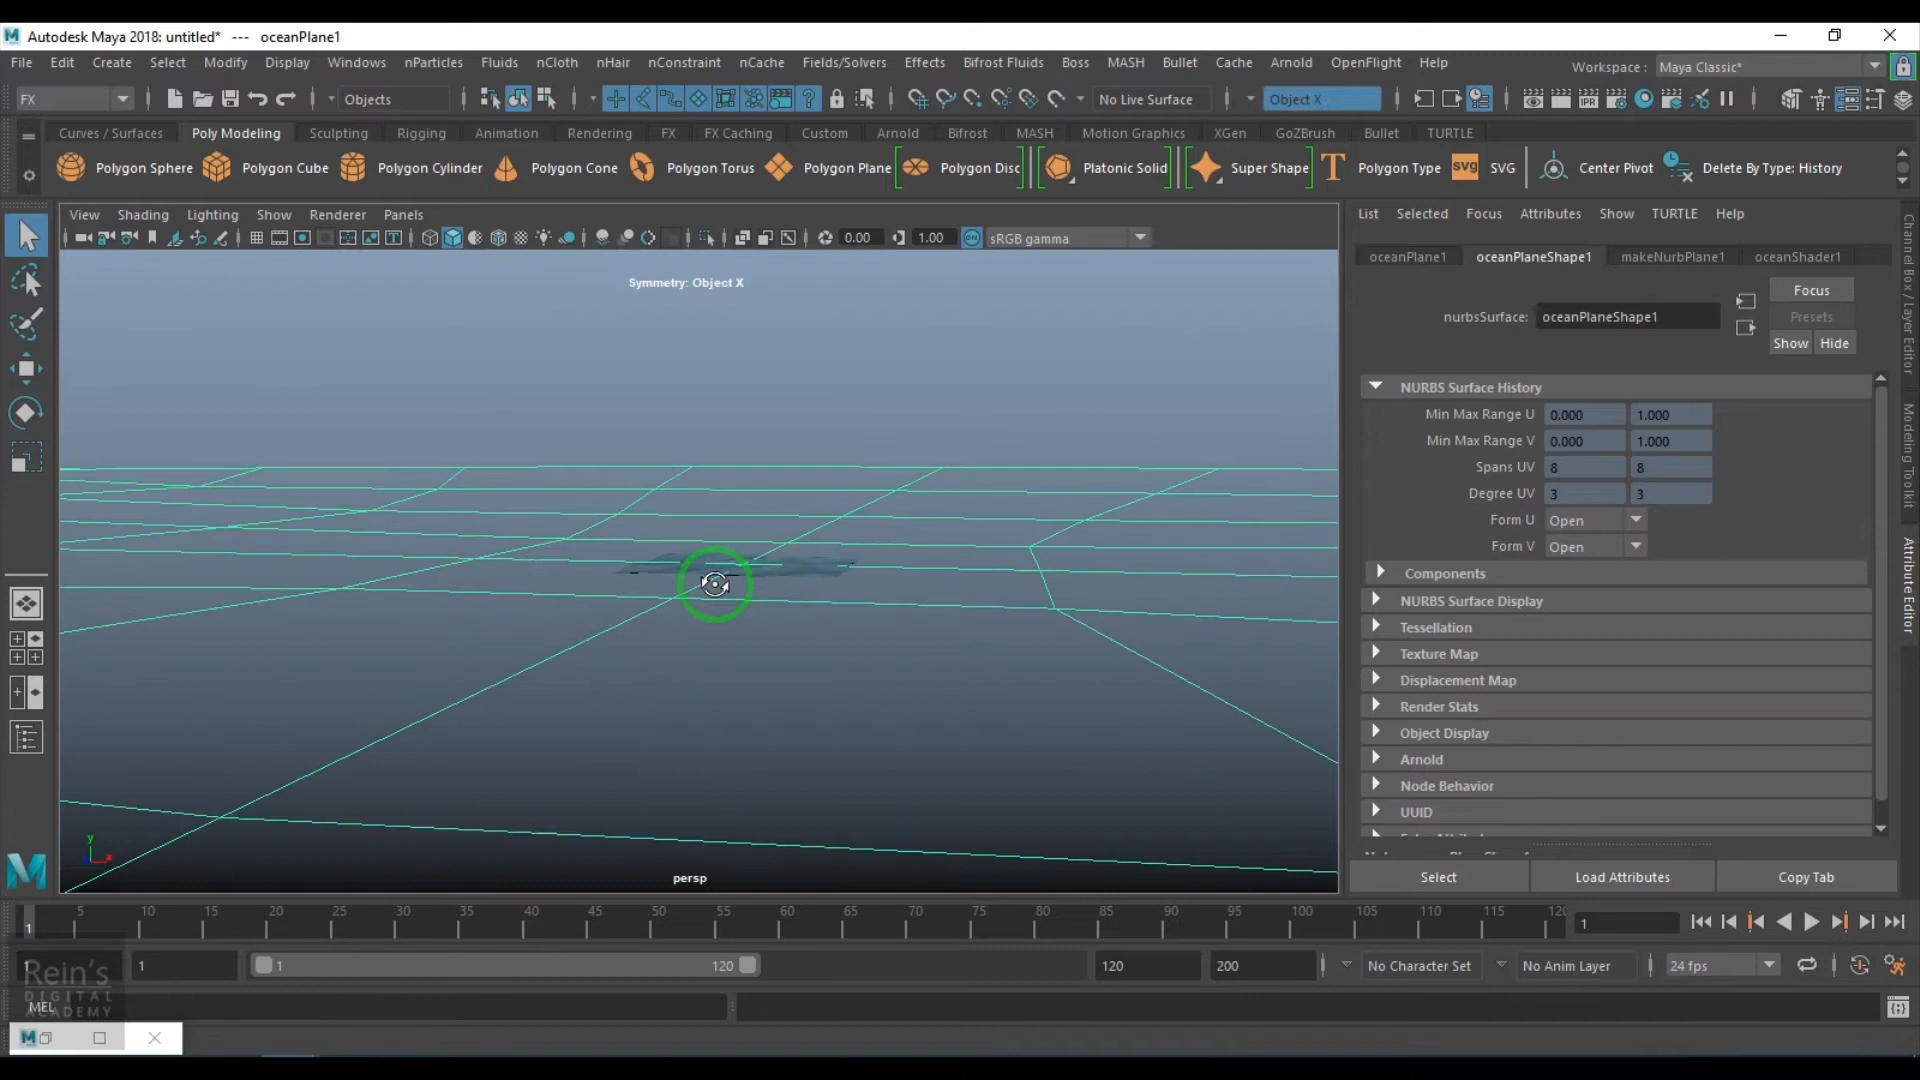 Autodesk Maya 2018: untitled* --- oceanPlane1
File Edit Create Select Modify Display Windows nParticles Fluids nCloth nHair nConstraint nCache Fields/Solvers Effects Bifrost Fluids Boss MASH Bullet Cache Arnold OpenFlight Help Workspace : Maya Classic*
FX Objects No Live Surface Object X
Curves / Surfaces Poly Modeling Sculpting Rigging Animation Rendering FX FX Caching Custom Arnold Bifrost MASH Motion Graphics XGen GoZBrush Bullet TURTLE
Polygon Sphere Polygon Cube Polygon Cylinder Polygon Cone Polygon Torus Polygon Plane Polygon Disc Platonic Solid Super Shape Polygon Type SVG SVG Center Pivot Delete By Type: History
View Shading Lighting Show Renderer Panels
0.00 1.00 ON sRGB gamma
Symmetry: Object X
persp
y
x
List Selected Focus Attributes Show TURTLE Help
oceanPlane1 oceanPlaneShape1 makeNurbPlane1 oceanShader1
nurbsSurface: oceanPlaneShape1
Focus
Presets
Show Hide
NURBS Surface History
Min Max Range U 0.000 1.000
Min Max Range V 0.000 1.000
Spans UV 8 8
Degree UV 3 3
Form U Open
Form V Open
Components
NURBS Surface Display
Tessellation
Texture Map
Displacement Map
Render Stats
Object Display
Arnold
Node Behavior
UUID
Select Load Attributes Copy Tab
Channel Box / Layer Editor
Modeling Toolkit
Attribute Editor
1 5 10 15 20 25 30 35 40 45 50 55 60 65 70 75 80 85 90 95 100 105 110 115 120 1
1 1 1 120 120 200 No Character Set No Anim Layer 24 fps
Rein's
DIGITAL
ACADEMY
MEL